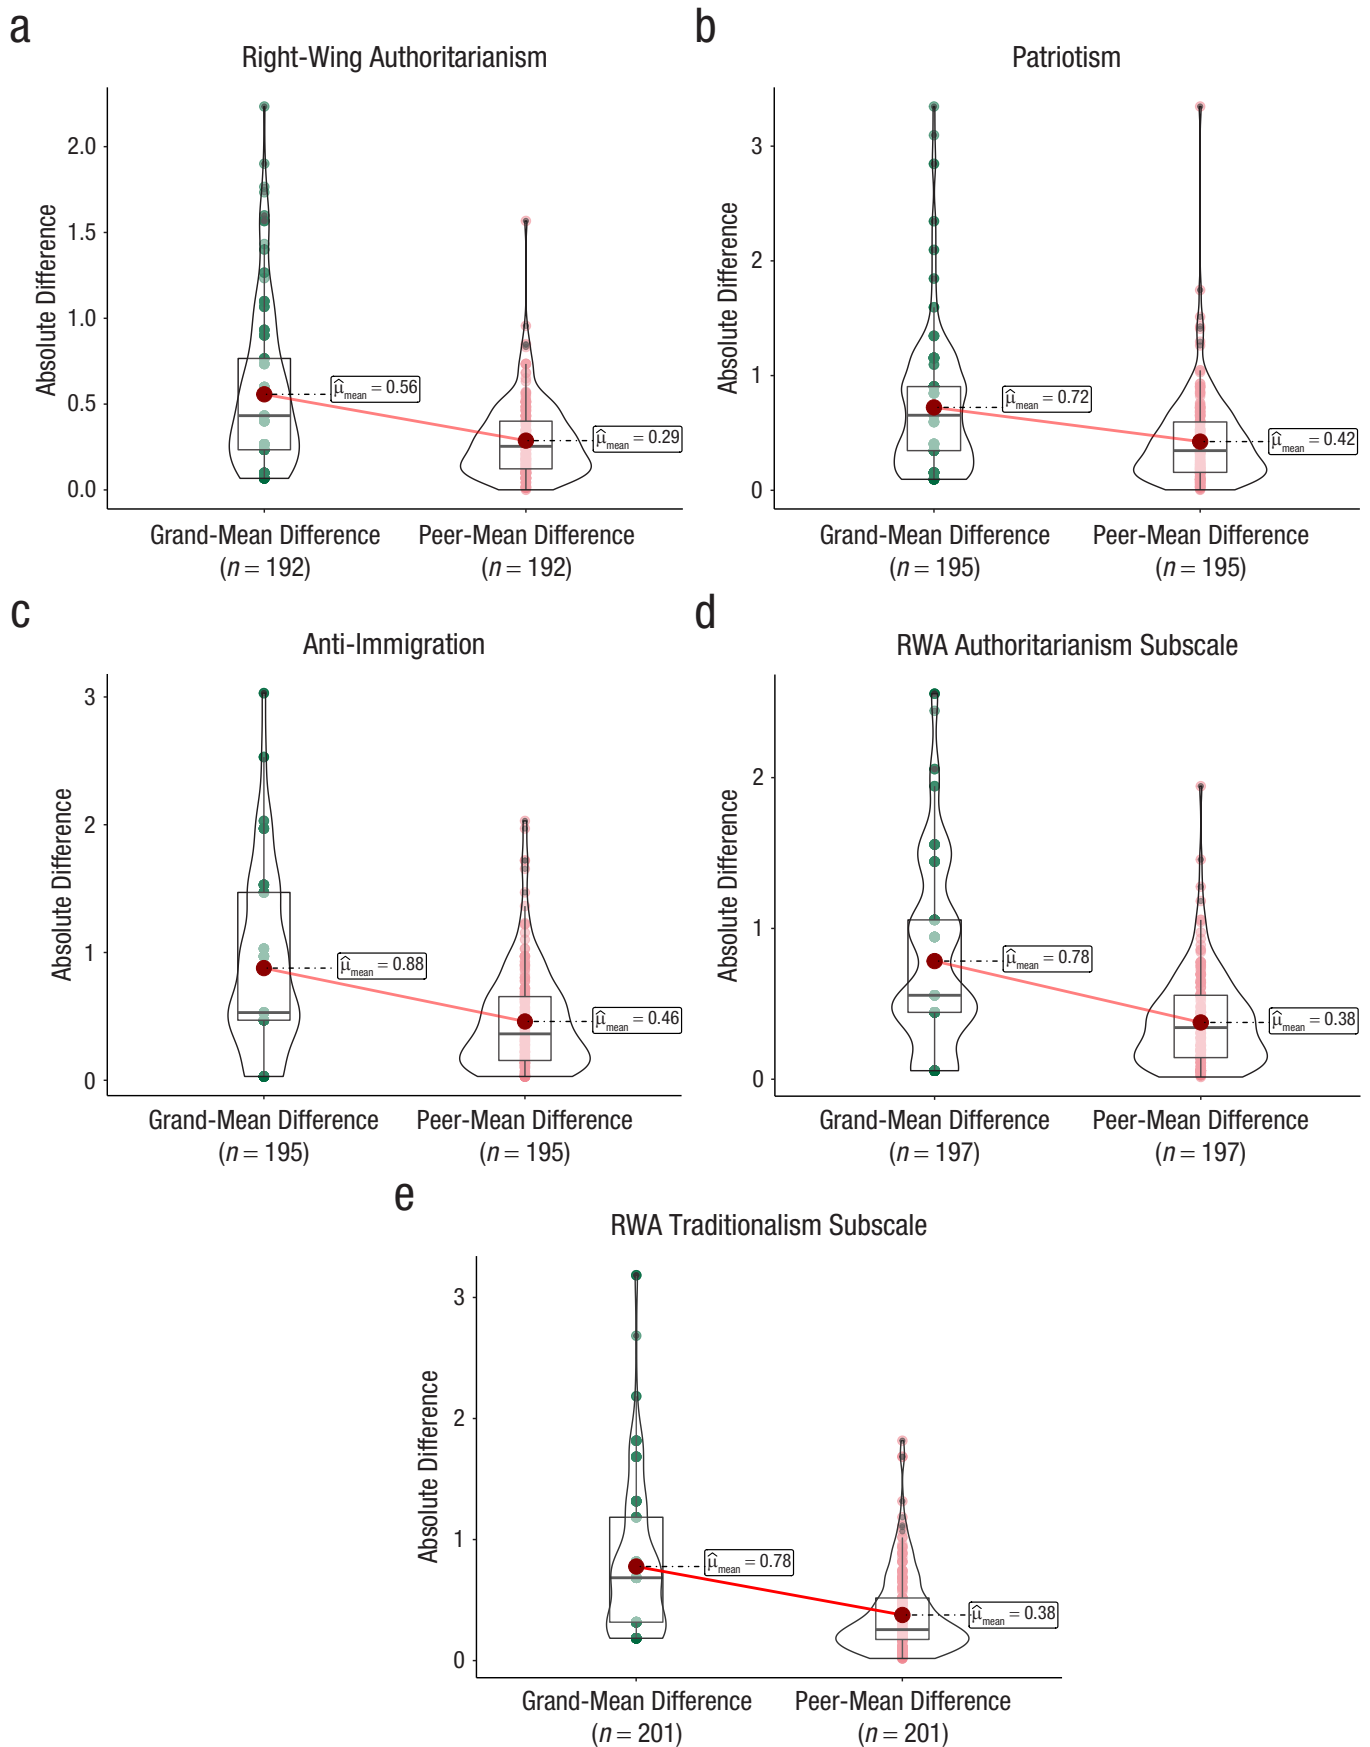 a
Right-Wing Authoritarianism
Absolute Difference
2.0
1.5
1.0
0.5
0.0
μ̂mean = 0.56
μ̂mean = 0.29
Grand-Mean Difference
(n = 192)
Peer-Mean Difference
(n = 192)
b
Patriotism
Absolute Difference
3
2
1
0
μ̂mean = 0.72
μ̂mean = 0.42
Grand-Mean Difference
(n = 195)
Peer-Mean Difference
(n = 195)
c
Anti-Immigration
Absolute Difference
3
2
1
0
μ̂mean = 0.88
μ̂mean = 0.46
Grand-Mean Difference
(n = 195)
Peer-Mean Difference
(n = 195)
d
RWA Authoritarianism Subscale
Absolute Difference
2
1
0
μ̂mean = 0.78
μ̂mean = 0.38
Grand-Mean Difference
(n = 197)
Peer-Mean Difference
(n = 197)
e
RWA Traditionalism Subscale
Absolute Difference
3
2
1
0
μ̂mean = 0.78
μ̂mean = 0.38
Grand-Mean Difference
(n = 201)
Peer-Mean Difference
(n = 201)